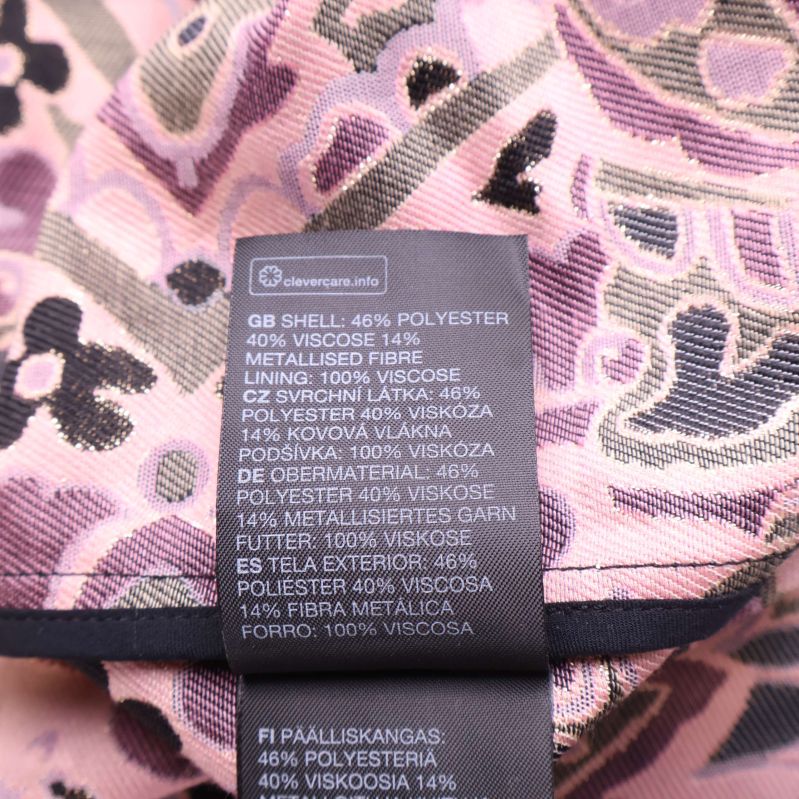 clevercare.info
GB SHELL: 46% POLYESTER
40% VISCOSE 14%
METALLISED FIBRE
LINING: 100% VISCOSE
CZ SVRCHNÍ LÁTKA: 46%
POLYESTER 40% VISKÓZA
14% KOVOVÁ VLÁKNA
PODŠÍVKA: 100% VISKÓZA
DE OBERMATERIAL: 46%
POLYESTER 40% VISKOSE
14% METALLISIERTES GARN
FUTTER: 100% VISKOSE
ES TELA EXTERIOR: 46%
POLIÉSTER 40% VISCOSA
14% FIBRA METÁLICA
FORRO: 100% VISCOSA
FI PÄÄLLISKANGAS:
46% POLYESTERIÄ
40% VISKOOSIA 14%